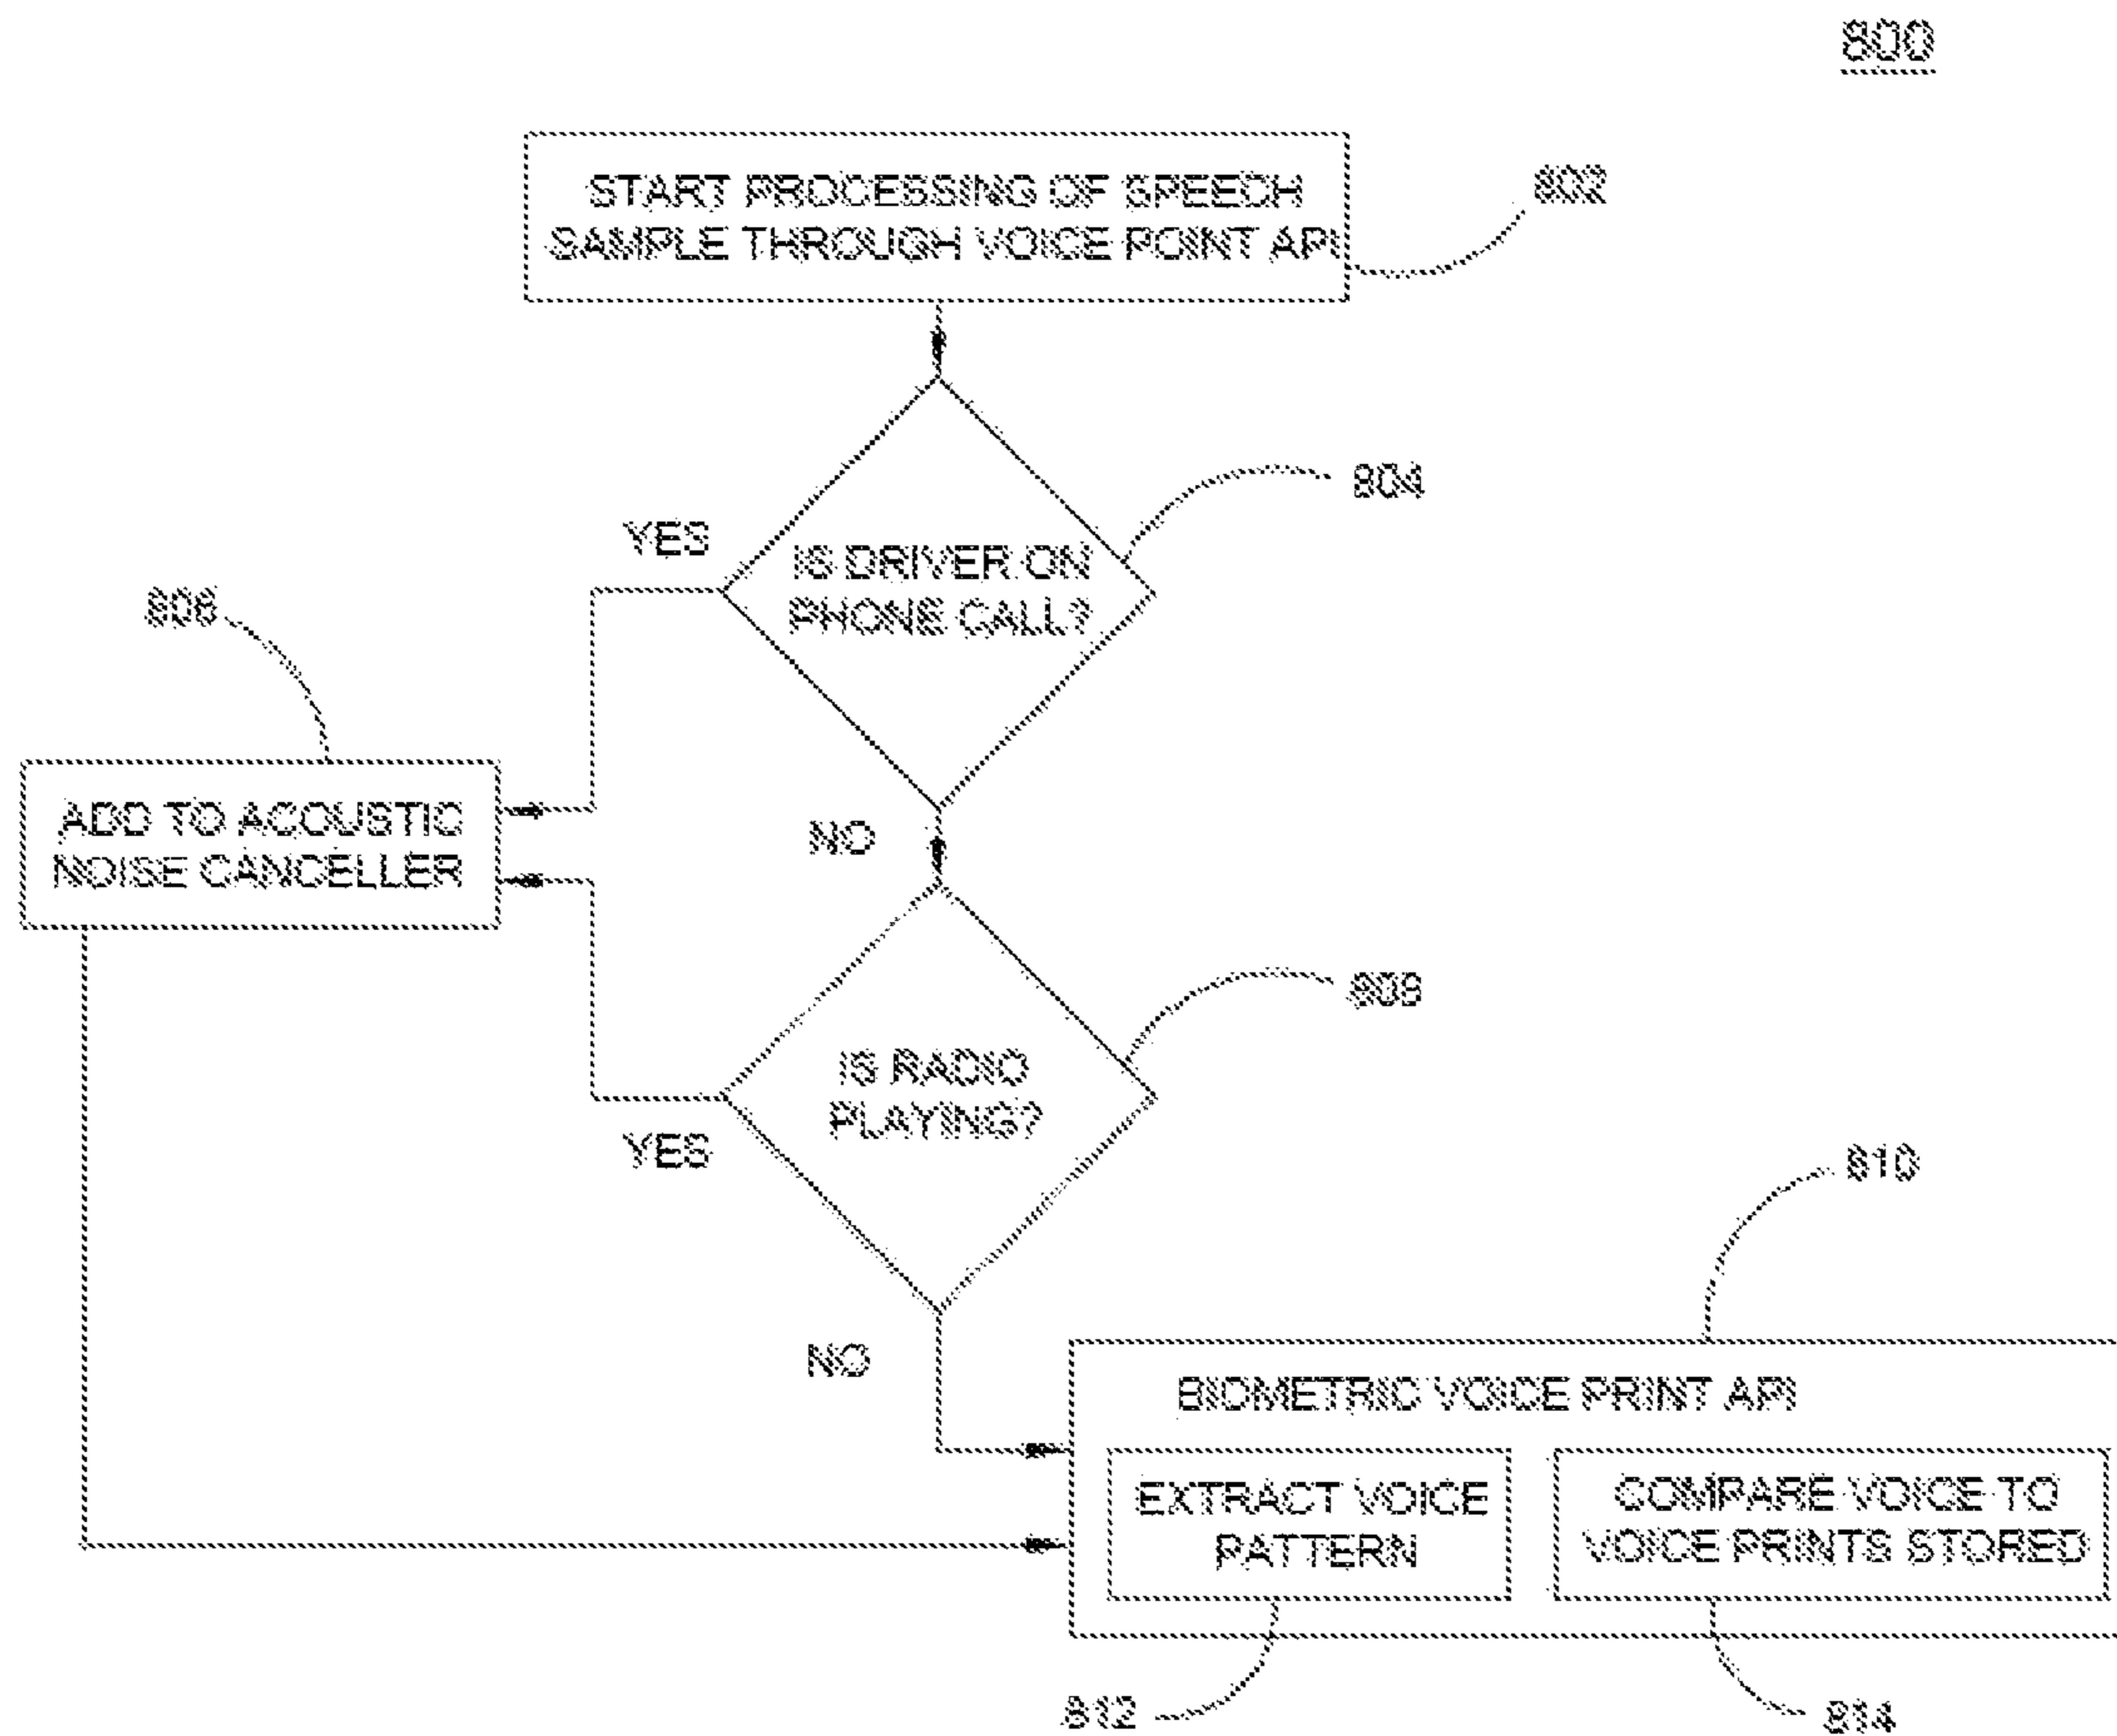 800
START PROCESSING OF SPEECH
SAMPLE THROUGH VOICE POINT API
802
804
YES
IS DRIVER ON
PHONE CALL?
806
ADD TO ACOUSTIC
NOISE CANCELLER
NO
808
IS RADIO
PLAYING?
YES
810
NO
BIOMETRIC VOICE PRINT API
EXTRACT VOICE
PATTERN
COMPARE VOICE TO
VOICE PRINTS STORED
812
814